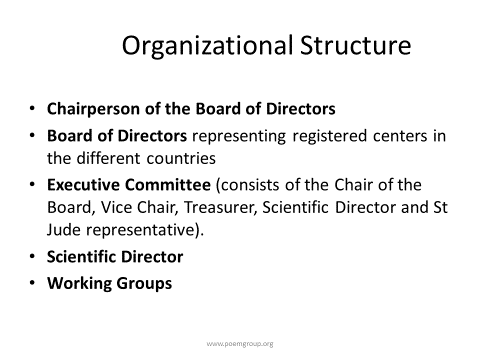 Organizational Structure
• Chairperson of the Board of Directors
• Board of Directors representing registered centers in
the different countries
• Executive Committee (consists of the Chair of the
Board, Vice Chair, Treasurer, Scientific Director and St
Jude representative).
• Scientific Director
• Working Groups
www.poemgroup.org